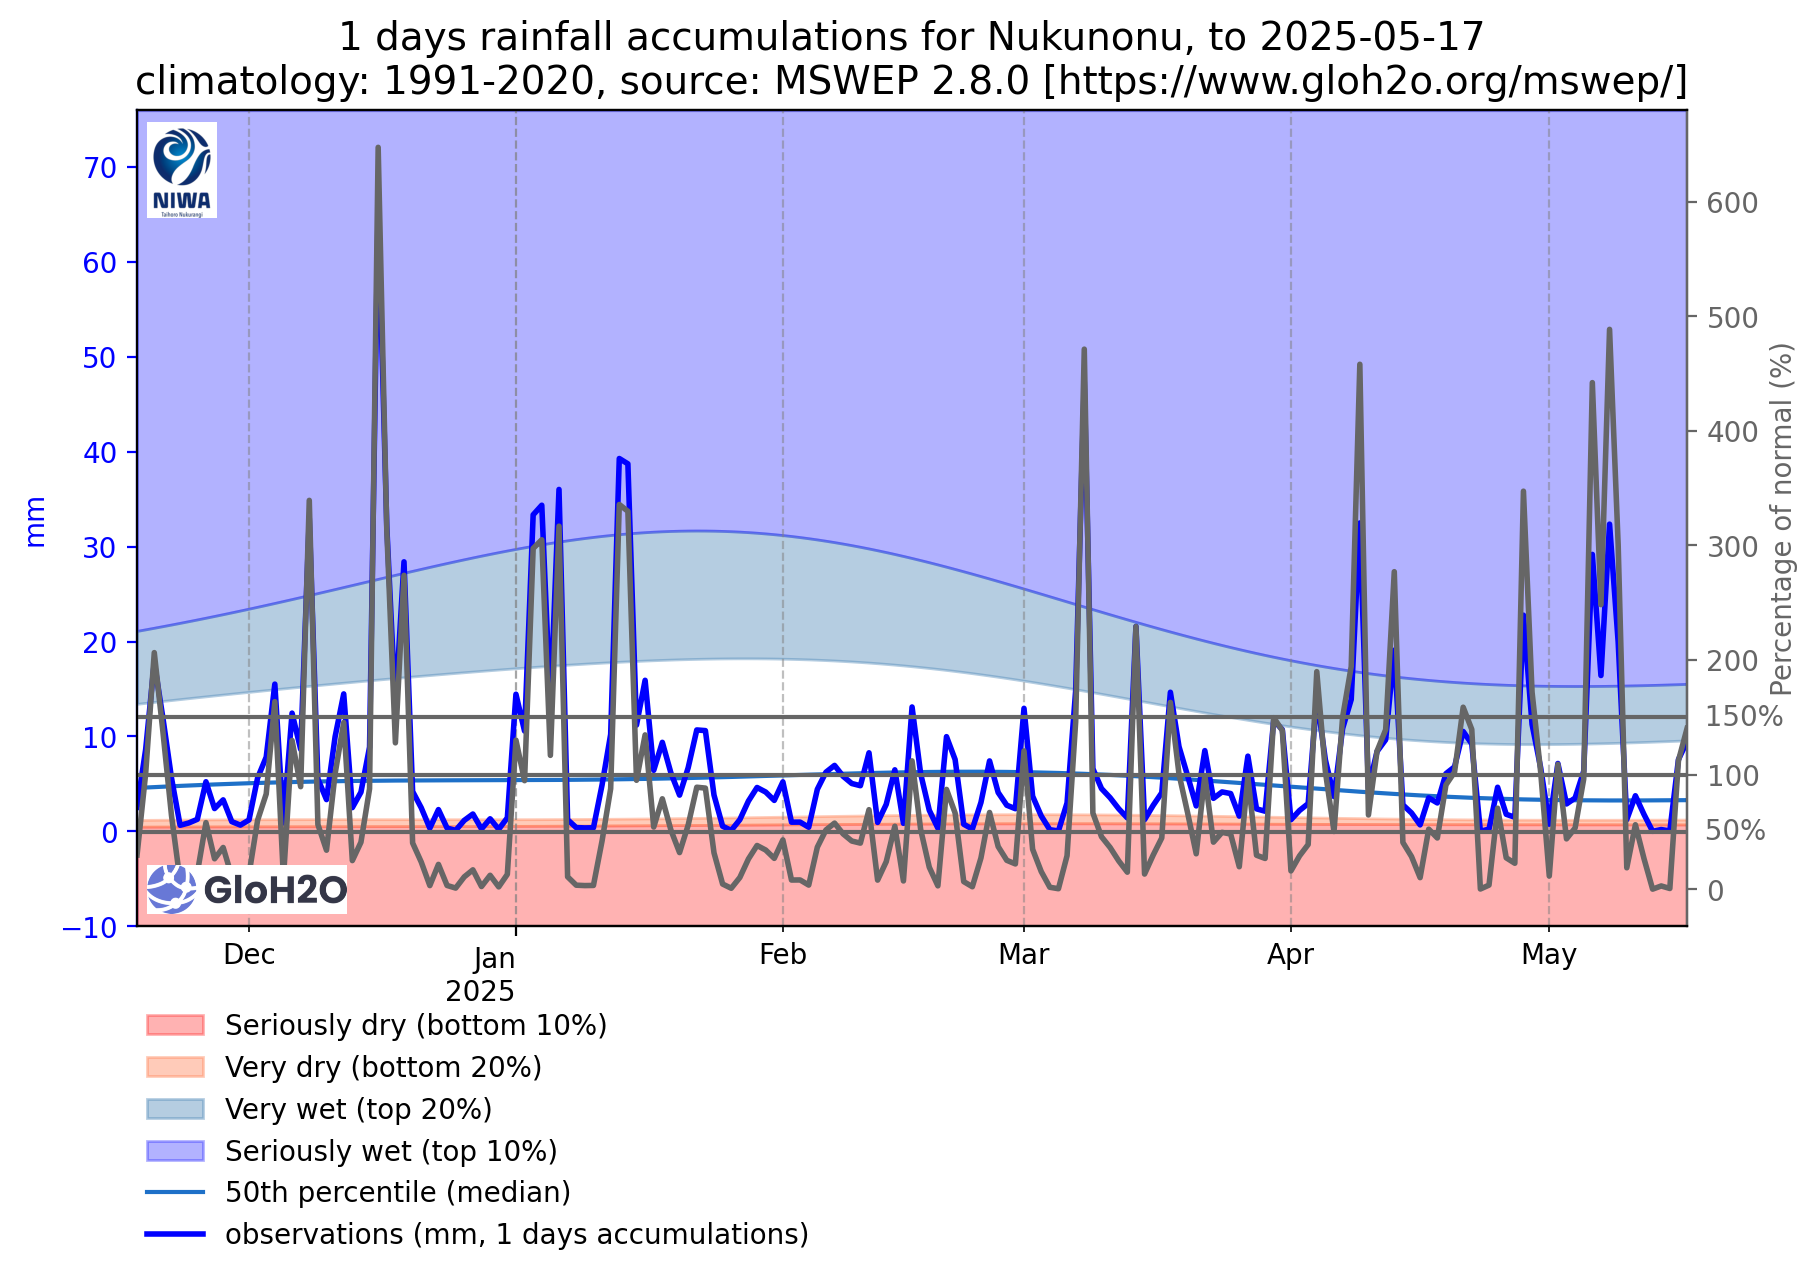 1 days rainfall accumulations for Nukunonu, to 2025-05-17
climatology: 1991-2020, source: MSWEP 2.8.0 [https://www.gloh2o.org/mswep/]
NIWA
Taihoro Nukurangi
70
60
50
40
30
20
10
0
−10
mm
600
500
400
300
200
150%
100
50%
0
Percentage of normal (%)
GloH2O
Dec
Jan
2025
Feb
Mar
Apr
May
Seriously dry (bottom 10%)
Very dry (bottom 20%)
Very wet (top 20%)
Seriously wet (top 10%)
50th percentile (median)
observations (mm, 1 days accumulations)